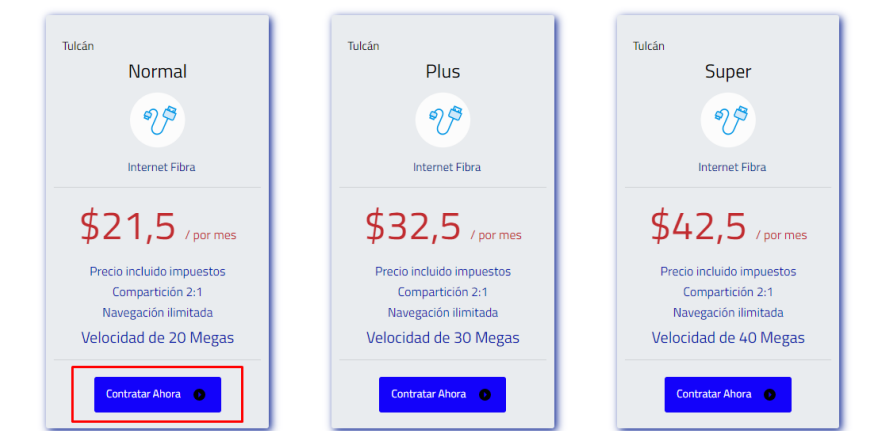 Tulcán
Normal
Internet Fibra
$21,5 / por mes
Precio incluido impuestos
Compartición 2:1
Navegación ilimitada
Velocidad de 20 Megas
Contratar Ahora
Tulcán
Plus
Internet Fibra
$32,5 / por mes
Precio incluido impuestos
Compartición 2:1
Navegación ilimitada
Velocidad de 30 Megas
Contratar Ahora
Tulcán
Super
Internet Fibra
$42,5 / por mes
Precio incluido impuestos
Compartición 2:1
Navegación ilimitada
Velocidad de 40 Megas
Contratar Ahora